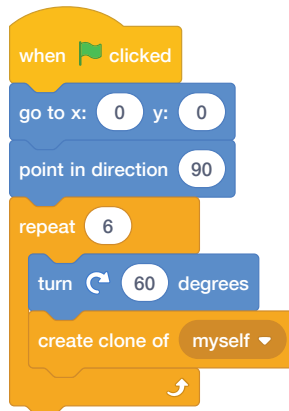 when clicked
go to x: 0 y: 0
point in direction 90
repeat 6
turn 60 degrees
create clone of myself